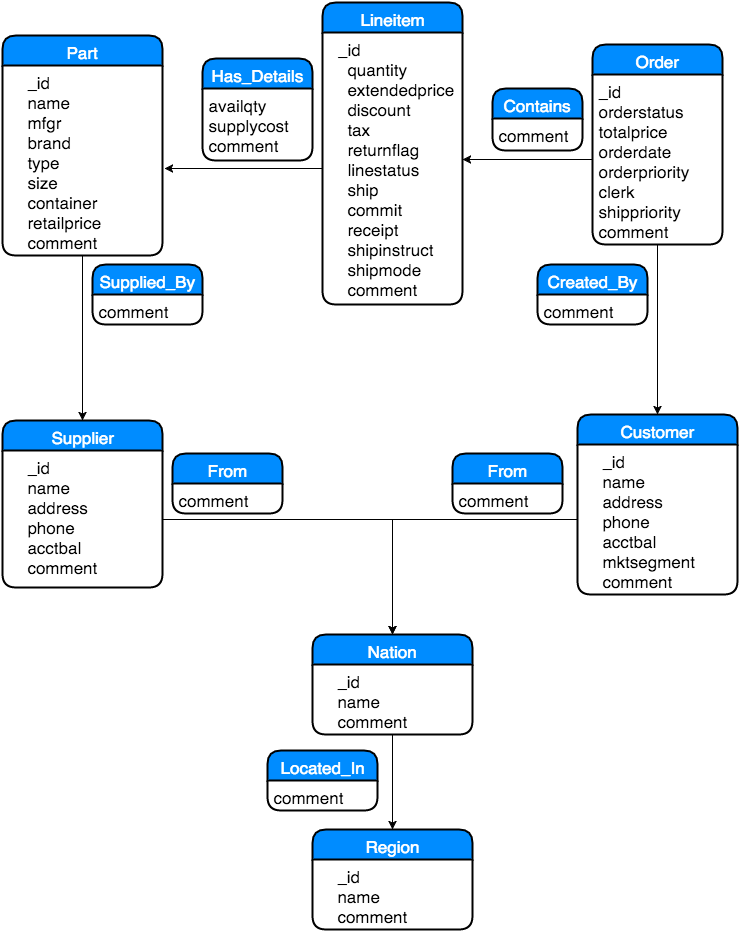 Part
_id
name
mfgr
brand
type
size
container
retailprice
comment
Has_Details
availqty
supplycost
comment
Lineitem
_id
quantity
extendedprice
discount
tax
returnflag
linestatus
ship
commit
receipt
shipinstruct
shipmode
comment
Contains
comment
Order
_id
orderstatus
totalprice
orderdate
orderpriority
clerk
shippriority
comment
Supplied_By
comment
Created_By
comment
Supplier
_id
name
address
phone
acctbal
comment
From
comment
From
comment
Customer
_id
name
address
phone
acctbal
mktsegment
comment
Nation
_id
name
comment
Located_In
comment
Region
_id
name
comment